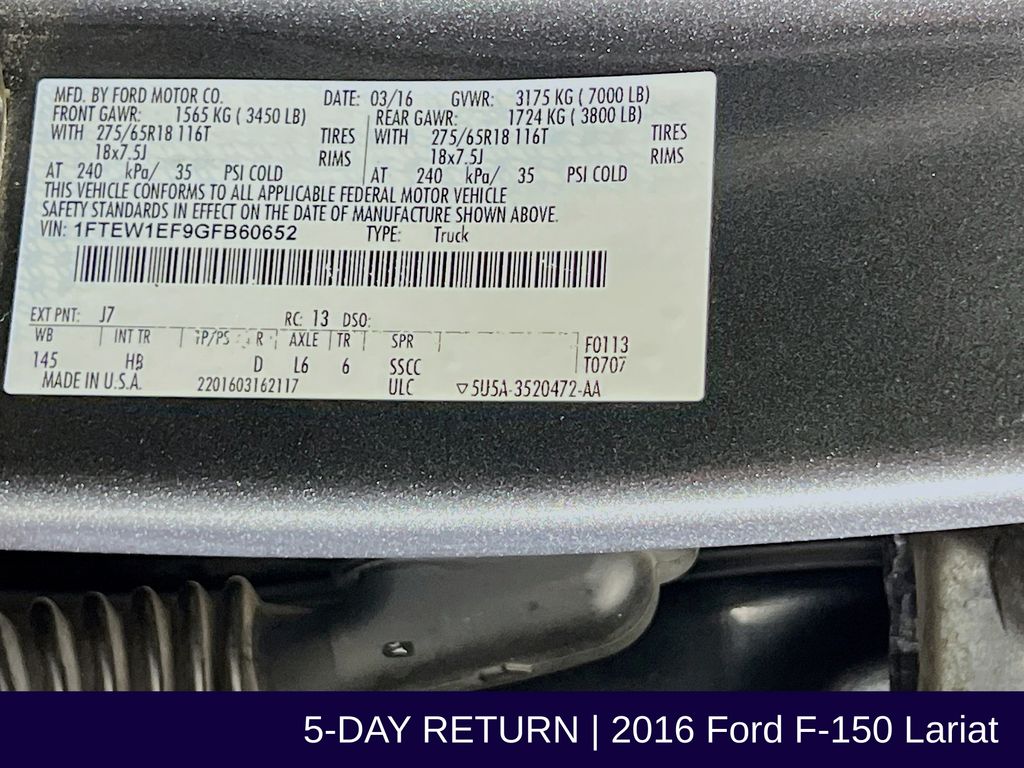 MFD. BY FORD MOTOR CO. DATE: 03/16 GVWR: 3175 KG ( 7000 LB)
FRONT GAWR: 1565 KG ( 3450 LB) REAR GAWR: 1724 KG ( 3800 LB)
WITH 275/65R18 116T TIRES WITH 275/65R18 116T TIRES
18x7.5J RIMS 18x7.5J RIMS
AT 240 kPa/ 35 PSI COLD AT 240 kPa/ 35 PSI COLD
THIS VEHICLE CONFORMS TO ALL APPLICABLE FEDERAL MOTOR VEHICLE
SAFETY STANDARDS IN EFFECT ON THE DATE OF MANUFACTURE SHOWN ABOVE.
VIN: 1FTEW1EF9GFB60652 TYPE: Truck
EXT PNT: J7 RC: 13 DSO:
WB INT TR TP/PS R AXLE TR SPR F0113
145 HB D L6 6 SSCC T0707
MADE IN U.S.A. 2201603162117 ULC ▽5U5A-3520472-AA
5-DAY RETURN | 2016 Ford F-150 Lariat